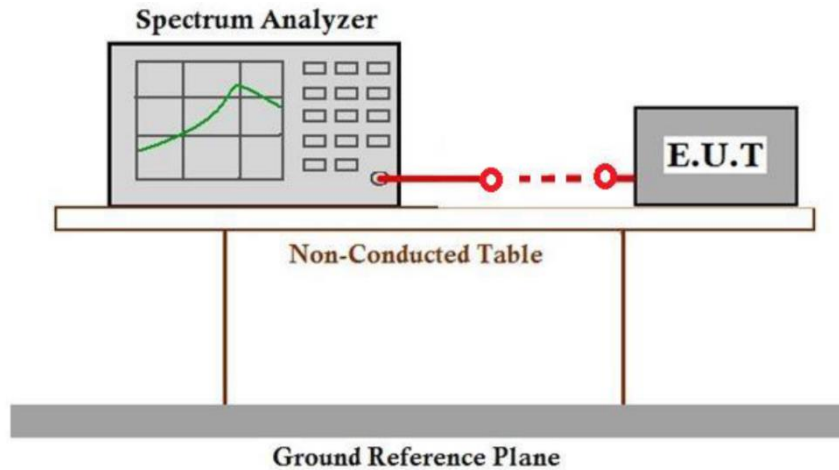 Spectrum Analyzer
E.U.T
Non-Conducted Table
Ground Reference Plane